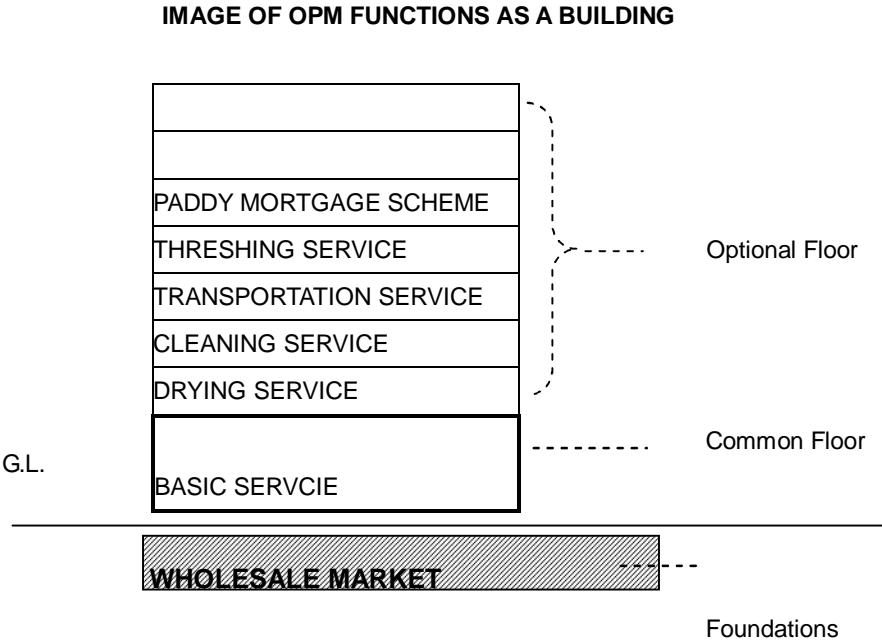 IMAGE OF OPM FUNCTIONS AS A BUILDING
PADDY MORTGAGE SCHEME
THRESHING SERVICE
Optional Floor
TRANSPORTATION SERVICE
CLEANING SERVICE
DRYING SERVICE
Common Floor
G.L.
BASIC SERVCIE
WHOLESALE MARKET
Foundations